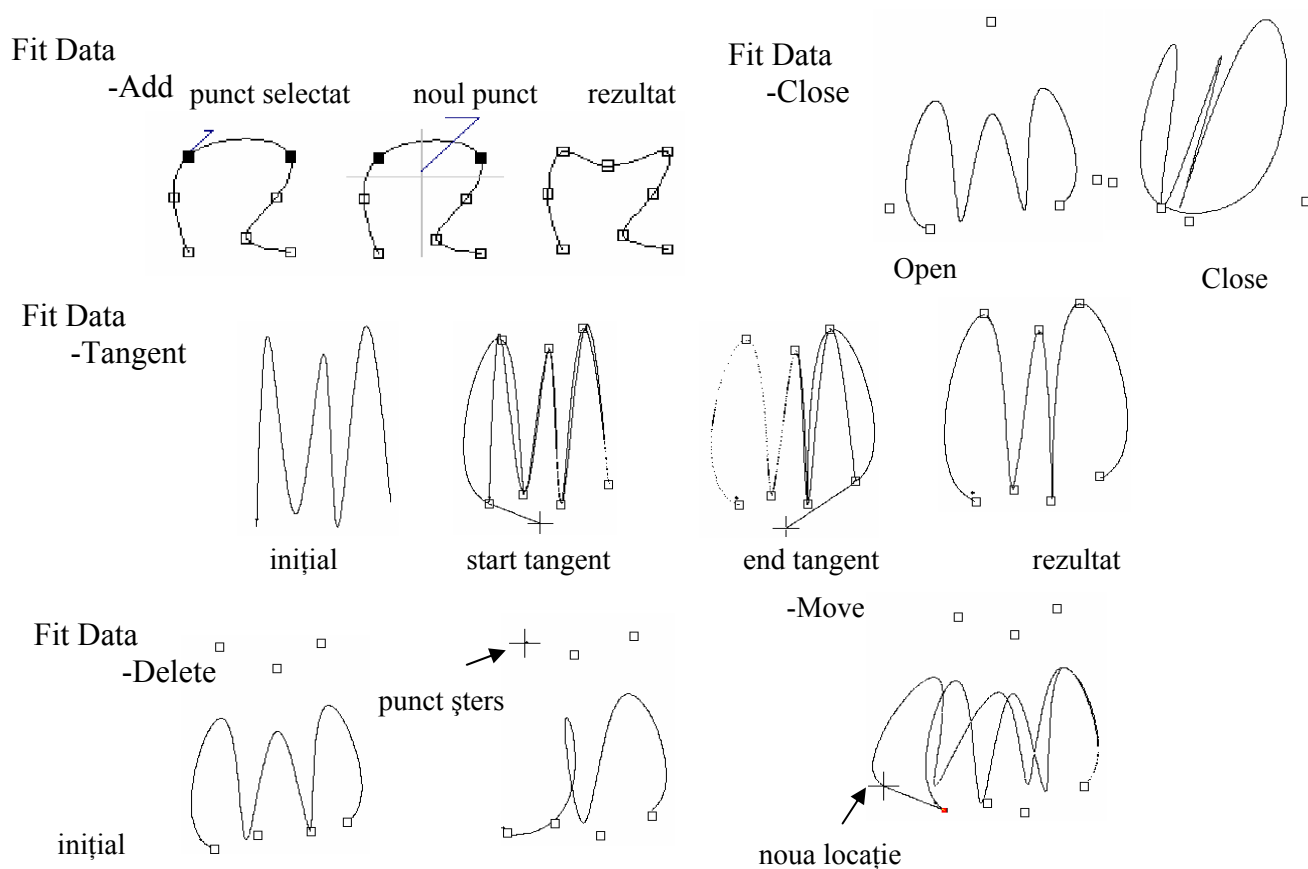 Fit Data
-Add
punct selectat
noul punct
rezultat
Fit Data
-Close
Open
Close
Fit Data
-Tangent
inițial
start tangent
end tangent
rezultat
-Move
Fit Data
-Delete
punct şters
inițial
noua locație